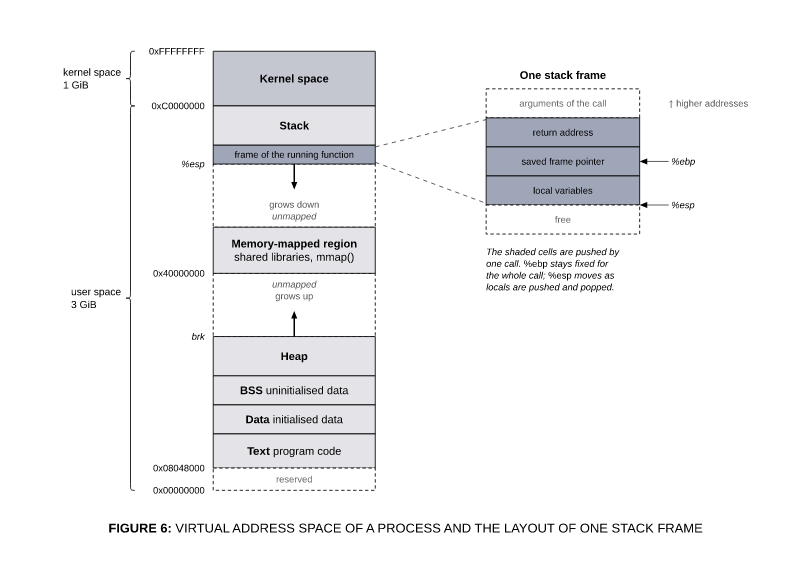 0xFFFFFFFF
kernel space
1 GiB
Kernel space
0xC0000000
Stack
frame of the running function
%esp
grows down
unmapped
Memory-mapped region
shared libraries, mmap()
0x40000000
unmapped
grows up
user space
3 GiB
brk
Heap
BSS uninitialised data
Data initialised data
Text program code
0x08048000
reserved
0x00000000
One stack frame
arguments of the call
↑ higher addresses
return address
saved frame pointer
%ebp
local variables
%esp
free
The shaded cells are pushed by
one call. %ebp stays fixed for
the whole call; %esp moves as
locals are pushed and popped.
FIGURE 6: VIRTUAL ADDRESS SPACE OF A PROCESS AND THE LAYOUT OF ONE STACK FRAME